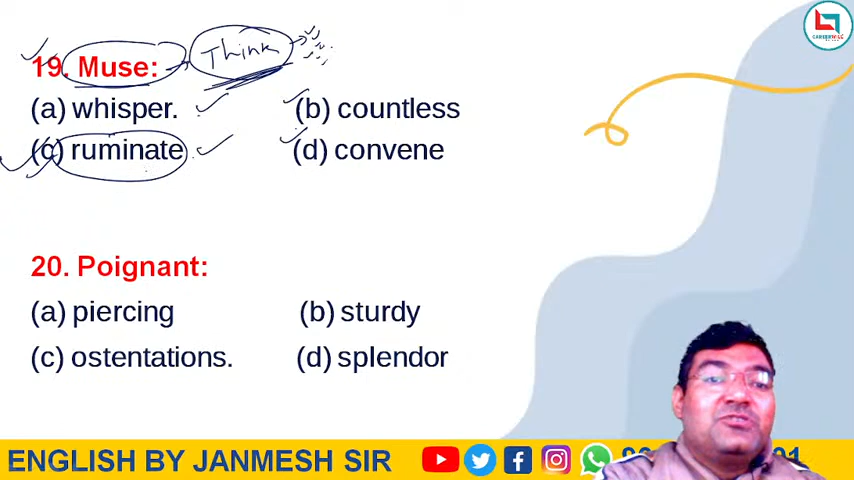 19. Muse: Think
(a) whisper. (b) countless
(c) ruminate (d) convene
20. Poignant:
(a) piercing (b) sturdy
(c) ostentations. (d) splendor
ENGLISH BY JANMESH SIR